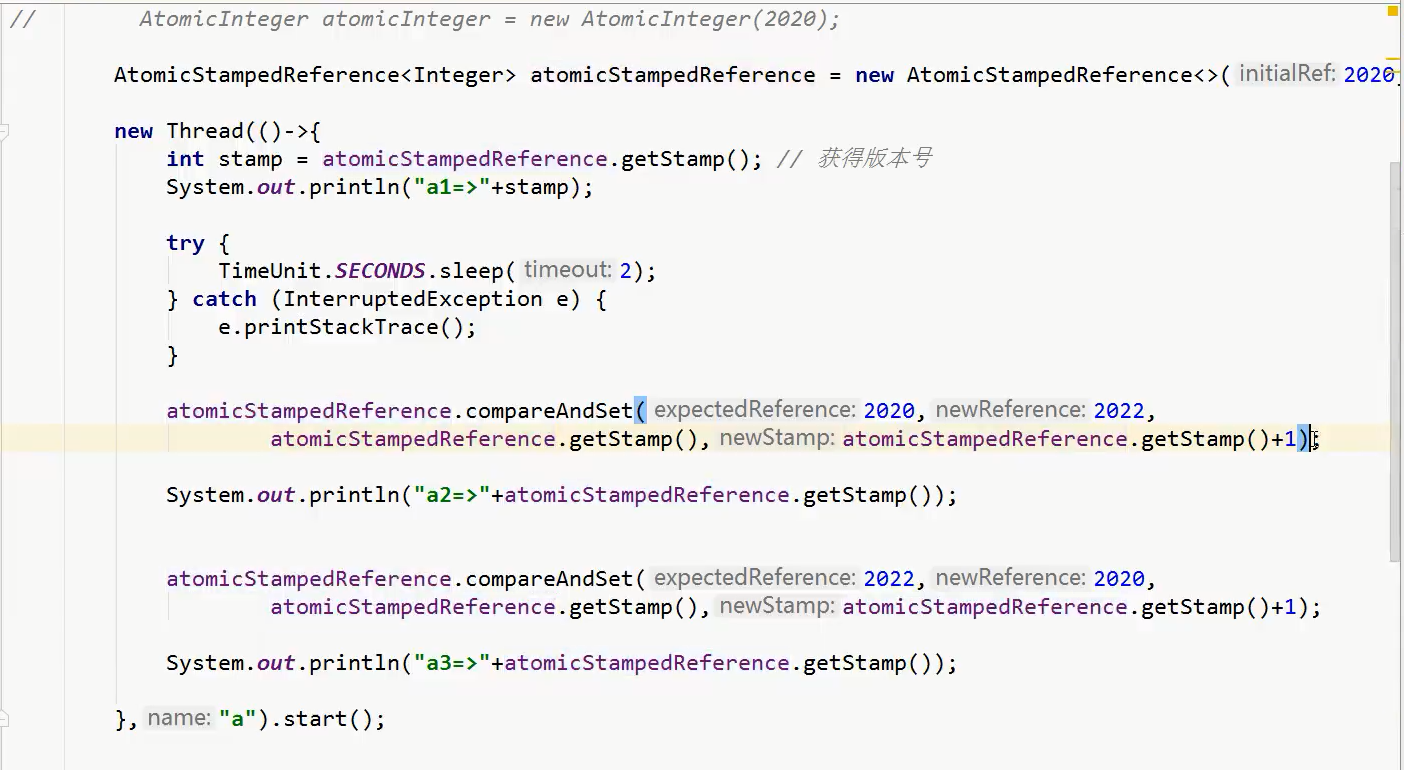 // AtomicInteger atomicInteger = new AtomicInteger(2020);
AtomicStampedReference<Integer> atomicStampedReference = new AtomicStampedReference<>( initialRef: 2020,
new Thread(()->{
int stamp = atomicStampedReference.getStamp(); // 获得版本号
System.out.println("a1=>"+stamp);
try {
TimeUnit.SECONDS.sleep( timeout: 2);
} catch (InterruptedException e) {
e.printStackTrace();
}
atomicStampedReference.compareAndSet( expectedReference: 2020, newReference: 2022,
atomicStampedReference.getStamp(), newStamp: atomicStampedReference.getStamp()+1);
System.out.println("a2=>"+atomicStampedReference.getStamp());
atomicStampedReference.compareAndSet( expectedReference: 2022, newReference: 2020,
atomicStampedReference.getStamp(), newStamp: atomicStampedReference.getStamp()+1);
System.out.println("a3=>"+atomicStampedReference.getStamp());
}, name: "a").start();